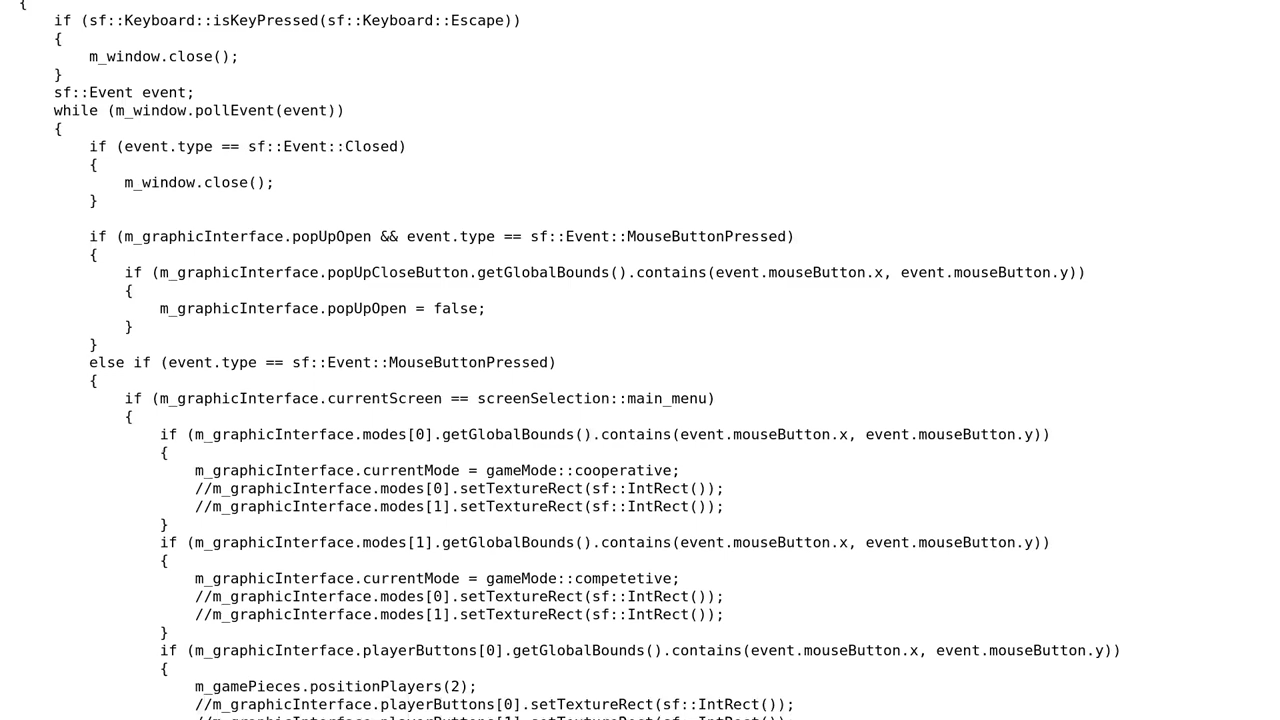 {
if (sf::Keyboard::isKeyPressed(sf::Keyboard::Escape))
{
m_window.close();
}
sf::Event event;
while (m_window.pollEvent(event))
{
if (event.type == sf::Event::Closed)
{
m_window.close();
}
if (m_graphicInterface.popUpOpen && event.type == sf::Event::MouseButtonPressed)
{
if (m_graphicInterface.popUpCloseButton.getGlobalBounds().contains(event.mouseButton.x, event.mouseButton.y))
{
m_graphicInterface.popUpOpen = false;
}
}
else if (event.type == sf::Event::MouseButtonPressed)
{
if (m_graphicInterface.currentScreen == screenSelection::main_menu)
{
if (m_graphicInterface.modes[0].getGlobalBounds().contains(event.mouseButton.x, event.mouseButton.y))
{
m_graphicInterface.currentMode = gameMode::cooperative;
//m_graphicInterface.modes[0].setTextureRect(sf::IntRect());
//m_graphicInterface.modes[1].setTextureRect(sf::IntRect());
}
if (m_graphicInterface.modes[1].getGlobalBounds().contains(event.mouseButton.x, event.mouseButton.y))
{
m_graphicInterface.currentMode = gameMode::competetive;
//m_graphicInterface.modes[0].setTextureRect(sf::IntRect());
//m_graphicInterface.modes[1].setTextureRect(sf::IntRect());
}
if (m_graphicInterface.playerButtons[0].getGlobalBounds().contains(event.mouseButton.x, event.mouseButton.y))
{
m_gamePieces.positionPlayers(2);
//m_graphicInterface.playerButtons[0].setTextureRect(sf::IntRect());
//m_graphicInterface.playerButtons[1].setTextureRect(sf::IntRect());